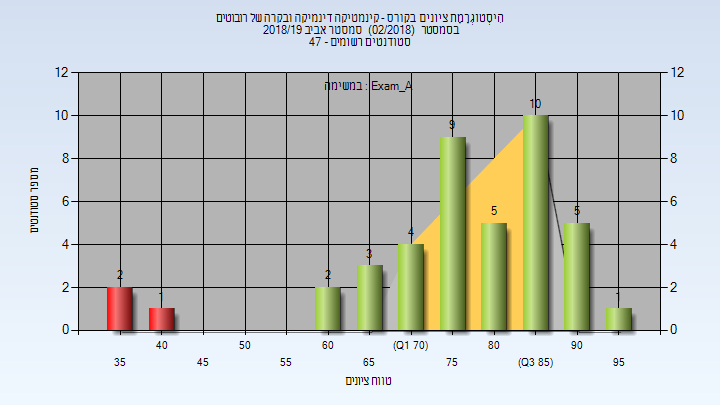 היסטוגרמת ציונים בקורס - קינמטיקה דינמיקה ובקרה של רובוטים
בסמסטר (02/2018) סמסטר אביב 2018/19
סטודנטים רשומים - 47
במשימה : Exam_A
מספר סטודנטים
12 12
10 10
8 8
6 6
4 4
2 2
0 0
2 1 2 3 4 9 5 10 5 1
40 50 60 (Q1 70) 80 90
35 45 55 65 75 (Q3 85) 95
טווח ציונים